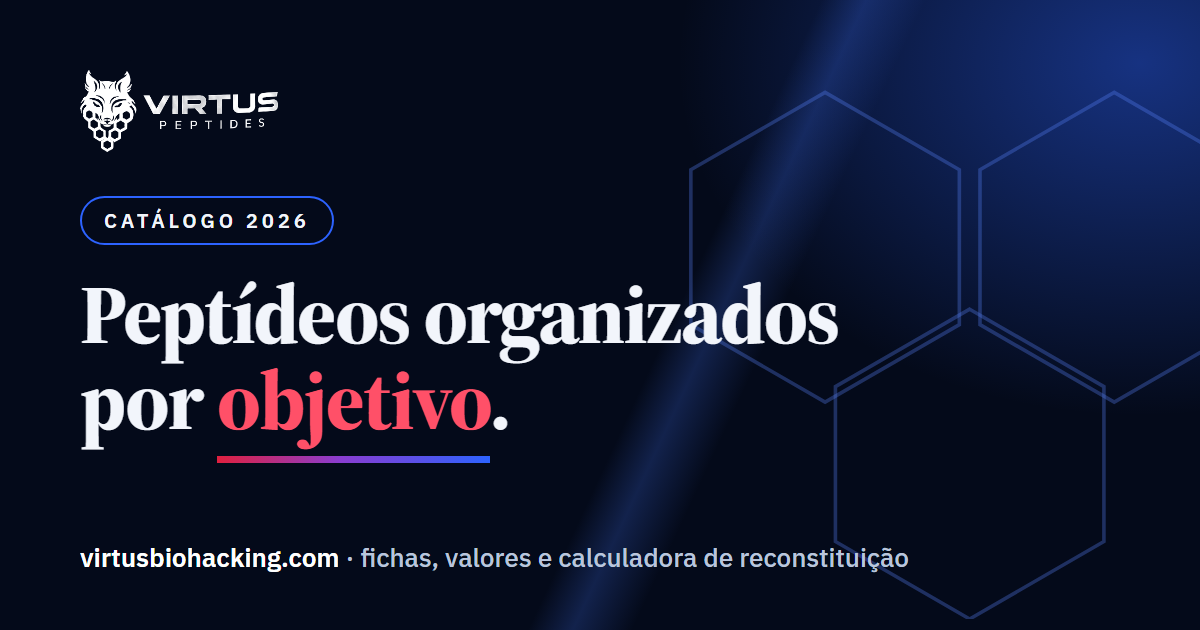 VIRTUS
PEPTIDES
CATÁLOGO 2026
Peptídeos organizados
por objetivo.
virtusbiohacking.com · fichas, valores e calculadora de reconstituição